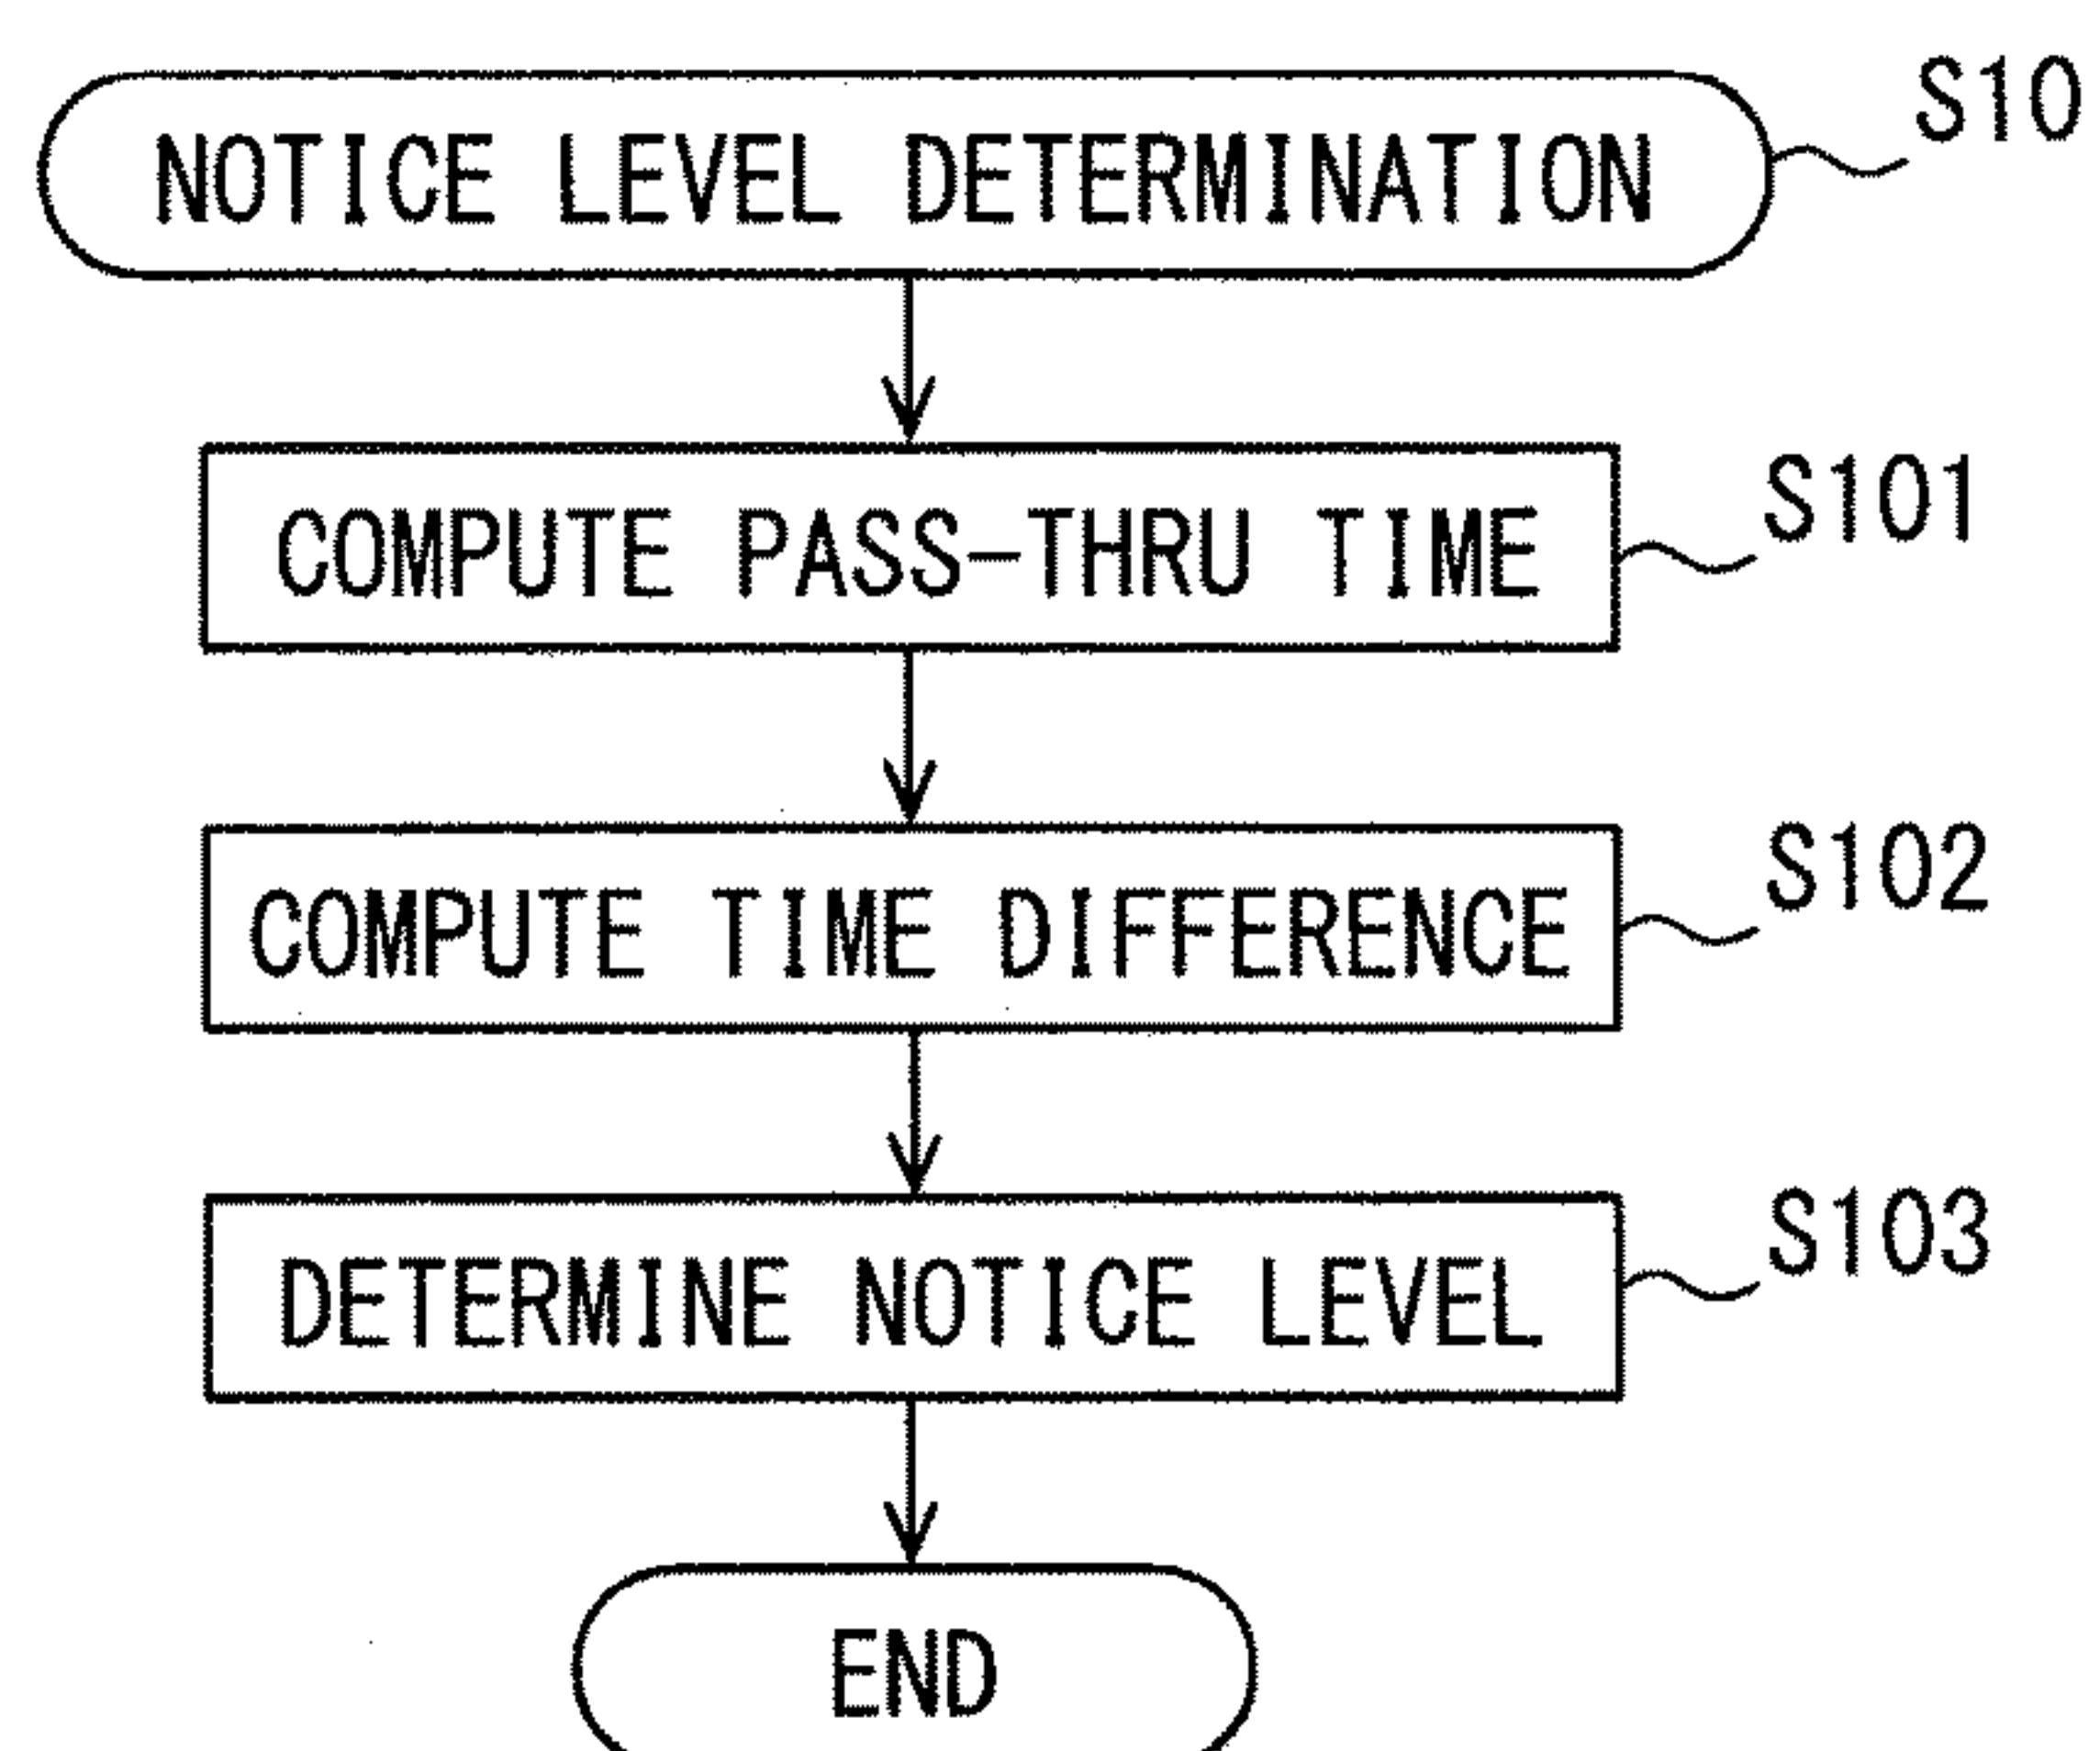 NOTICE LEVEL DETERMINATION S10
COMPUTE PASS-THRU TIME S101
COMPUTE TIME DIFFERENCE S102
DETERMINE NOTICE LEVEL S103
END